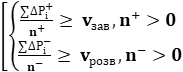 [ { ∑ΔP_i^+ / n^+ ≥ v_зав, n^+ > 0
∑ΔP_i^- / n^- ≥ v_розв, n^- > 0